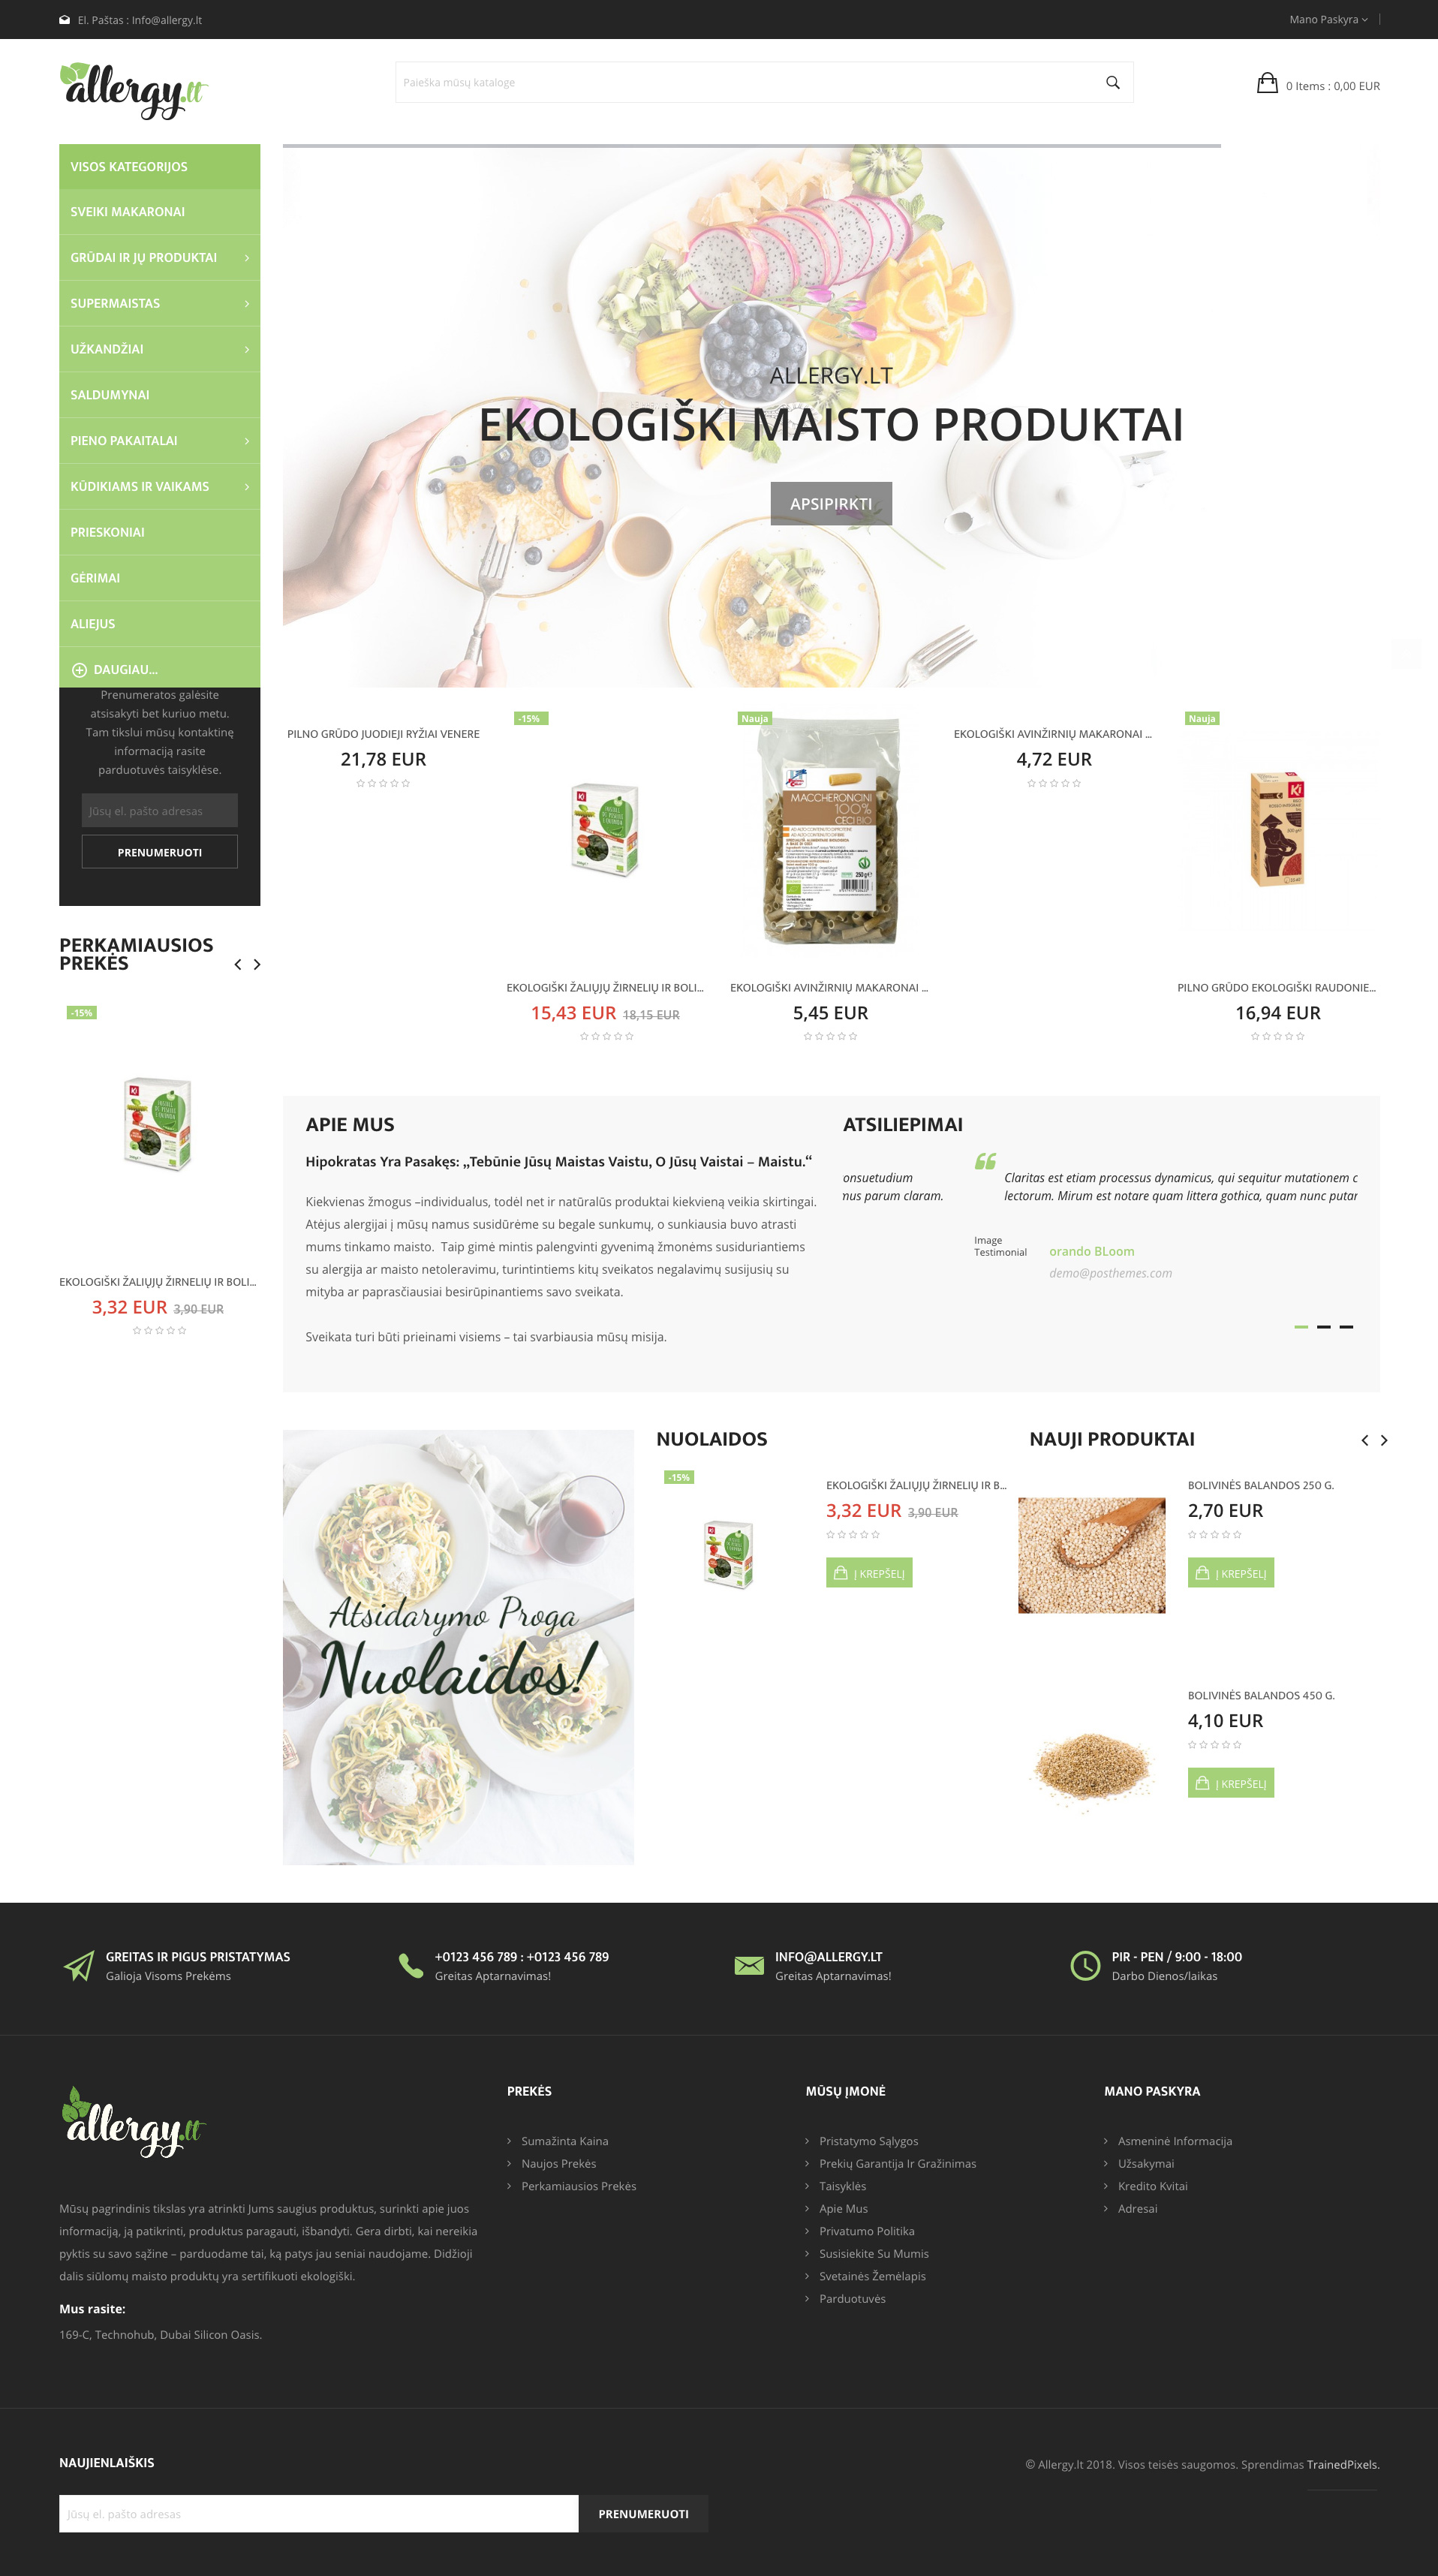 El. Paštas : Info@allergy.lt
Mano Paskyra
allergy.lt
Paieška mūsų kataloge
0 Items : 0,00 EUR
VISOS KATEGORIJOS
SVEIKI MAKARONAI
GRŪDAI IR JŲ PRODUKTAI
SUPERMAISTAS
UŽKANDŽIAI
SALDUMYNAI
PIENO PAKAITALAI
KŪDIKIAMS IR VAIKAMS
PRIESKONIAI
GĖRIMAI
ALIEJUS
DAUGIAU...
ALLERGY.LT
EKOLOGIŠKI MAISTO PRODUKTAI
APSIPIRKTI
Prenumeratos galėsite
atsisakyti bet kuriuo metu.
Tam tikslui mūsų kontaktinę
informaciją rasite
parduotuvės taisyklėse.
Jūsų el. pašto adresas
PRENUMERUOTI
PILNO GRŪDO JUODIEJI RYŽIAI VENERE
21,78 EUR
-15%
EKOLOGIŠKI ŽALIŲJŲ ŽIRNELIŲ IR BOLI...
15,43 EUR 18,15 EUR
Nauja
MACCHERONCINI
100%
CECI BIO
250 g
EKOLOGIŠKI AVINŽIRNIŲ MAKARONAI ...
5,45 EUR
EKOLOGIŠKI AVINŽIRNIŲ MAKARONAI ...
4,72 EUR
Nauja
Ki
PILNO GRŪDO EKOLOGIŠKI RAUDONIE...
16,94 EUR
PERKAMIAUSIOS
PREKĖS
-15%
EKOLOGIŠKI ŽALIŲJŲ ŽIRNELIŲ IR BOLI...
3,32 EUR 3,90 EUR
APIE MUS
Hipokratas Yra Pasakęs: „Tebūnie Jūsų Maistas Vaistu, O Jūsų Vaistai – Maistu.“
Kiekvienas žmogus –individualus, todėl net ir natūralūs produktai kiekvieną veikia skirtingai.
Atėjus alergijai į mūsų namus susidūrėme su begale sunkumų, o sunkiausia buvo atrasti
mums tinkamo maisto. Taip gimė mintis palengvinti gyvenimą žmonėms susiduriantiems
su alergija ar maisto netoleravimu, turintintiems kitų sveikatos negalavimų susijusių su
mityba ar paprasčiausiai besirūpinantiems savo sveikata.
Sveikata turi būti prieinami visiems – tai svarbiausia mūsų misija.
ATSILIEPIMAI
onsuetudium
mus parum claram.
Claritas est etiam processus dynamicus, qui sequitur mutationem c
lectorum. Mirum est notare quam littera gothica, quam nunc putar
Image
Testimonial
orando BLoom
demo@posthemes.com
Atsidarymo Proga
Nuolaidos!
NUOLAIDOS
-15%
EKOLOGIŠKI ŽALIŲJŲ ŽIRNELIŲ IR B...
3,32 EUR 3,90 EUR
Į KREPŠELĮ
NAUJI PRODUKTAI
BOLIVINĖS BALANDOS 250 G.
2,70 EUR
Į KREPŠELĮ
BOLIVINĖS BALANDOS 450 G.
4,10 EUR
Į KREPŠELĮ
GREITAS IR PIGUS PRISTATYMAS
Galioja Visoms Prekėms
+0123 456 789 : +0123 456 789
Greitas Aptarnavimas!
INFO@ALLERGY.LT
Greitas Aptarnavimas!
PIR - PEN / 9:00 - 18:00
Darbo Dienos/laikas
allergy.lt
Mūsų pagrindinis tikslas yra atrinkti Jums saugius produktus, surinkti apie juos
informaciją, ją patikrinti, produktus paragauti, išbandyti. Gera dirbti, kai nereikia
pyktis su savo sąžine – parduodame tai, ką patys jau seniai naudojame. Didžioji
dalis siūlomų maisto produktų yra sertifikuoti ekologiški.
Mus rasite:
169-C, Technohub, Dubai Silicon Oasis.
PREKĖS
Sumažinta Kaina
Naujos Prekės
Perkamiausios Prekės
MŪSŲ ĮMONĖ
Pristatymo Sąlygos
Prekių Garantija Ir Gražinimas
Taisyklės
Apie Mus
Privatumo Politika
Susisiekite Su Mumis
Svetainės Žemėlapis
Parduotuvės
MANO PASKYRA
Asmeninė Informacija
Užsakymai
Kredito Kvitai
Adresai
NAUJIENLAIŠKIS
Jūsų el. pašto adresas
PRENUMERUOTI
© Allergy.lt 2018. Visos teisės saugomos. Sprendimas TrainedPixels.